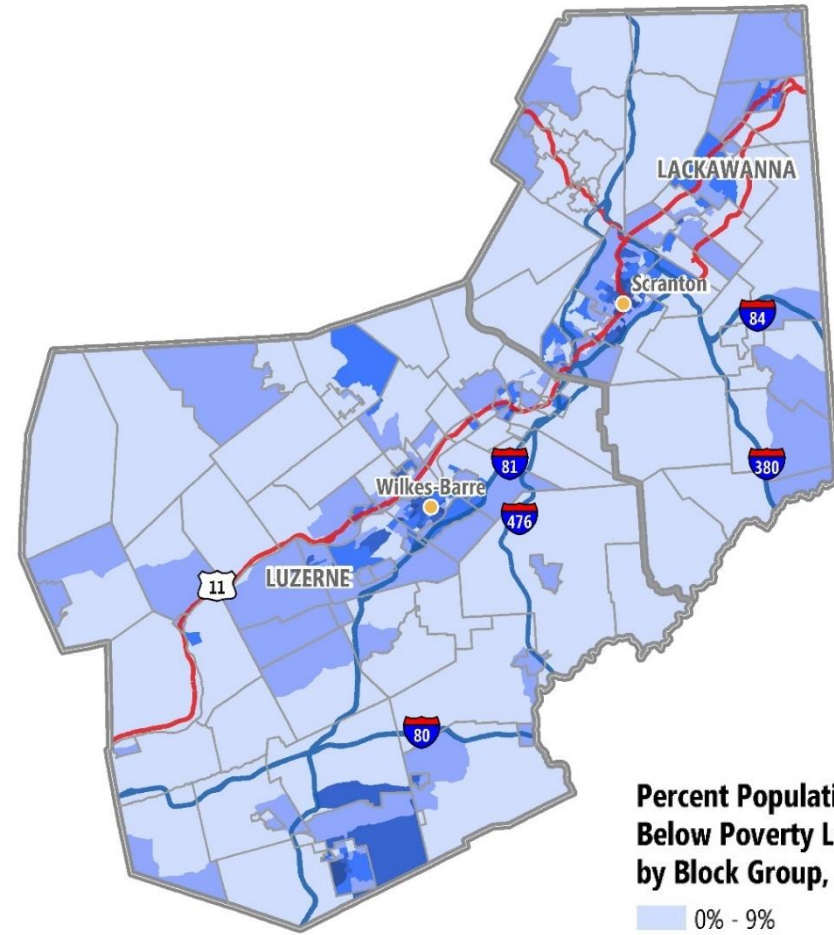 LACKAWANNA
Scranton
84
81
380
Wilkes-Barre
476
11
LUZERNE
80
Percent Populati
Below Poverty L
by Block Group,
0% - 9%